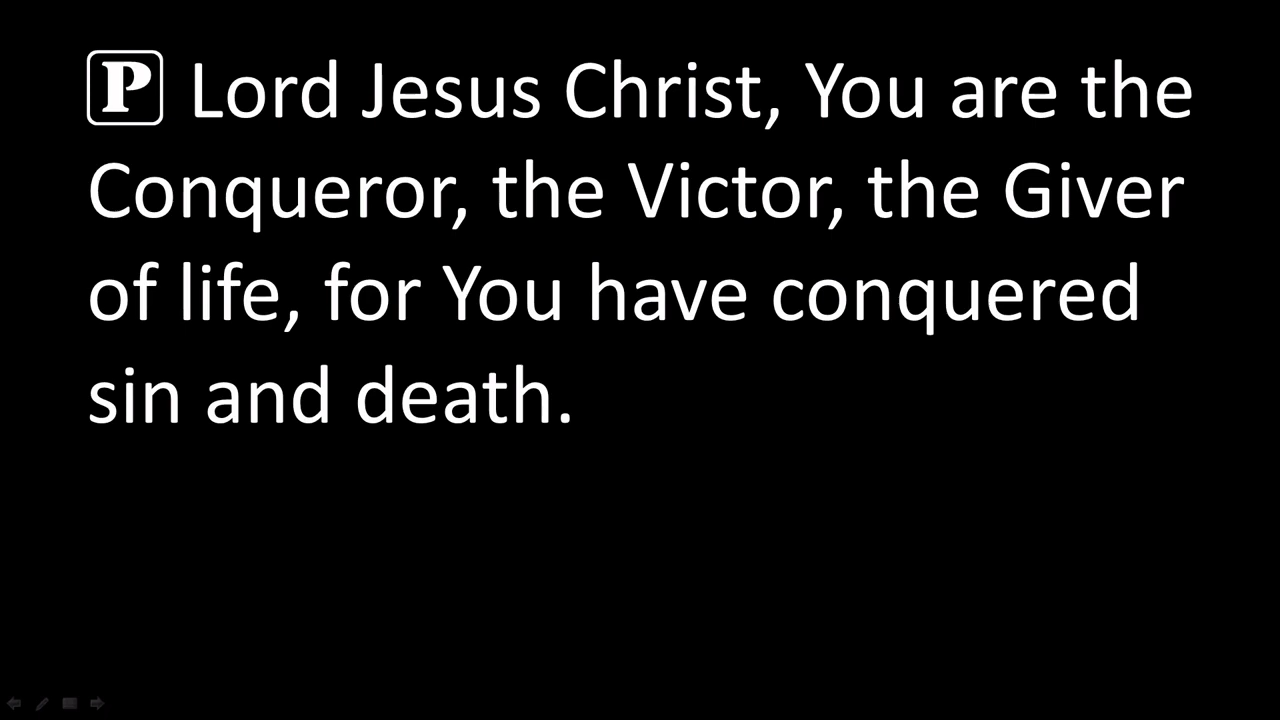 P Lord Jesus Christ, You are the
Conqueror, the Victor, the Giver
of life, for You have conquered
sin and death.